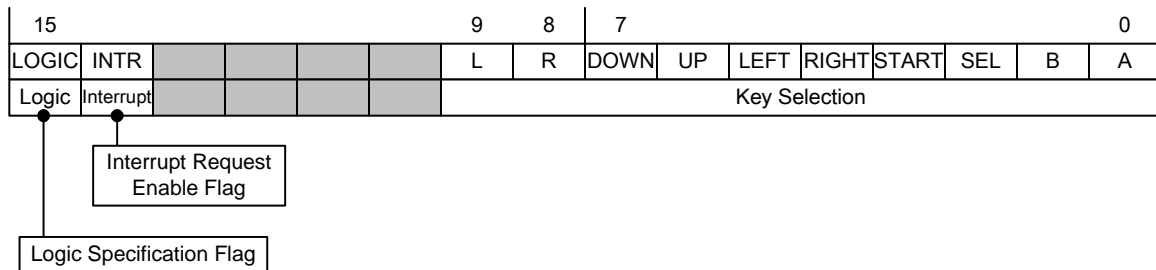 15 9 8 7 0
LOGIC INTR L R DOWN UP LEFT RIGHT START SEL B A
Logic Interrupt Key Selection
Interrupt Request
Enable Flag
Logic Specification Flag